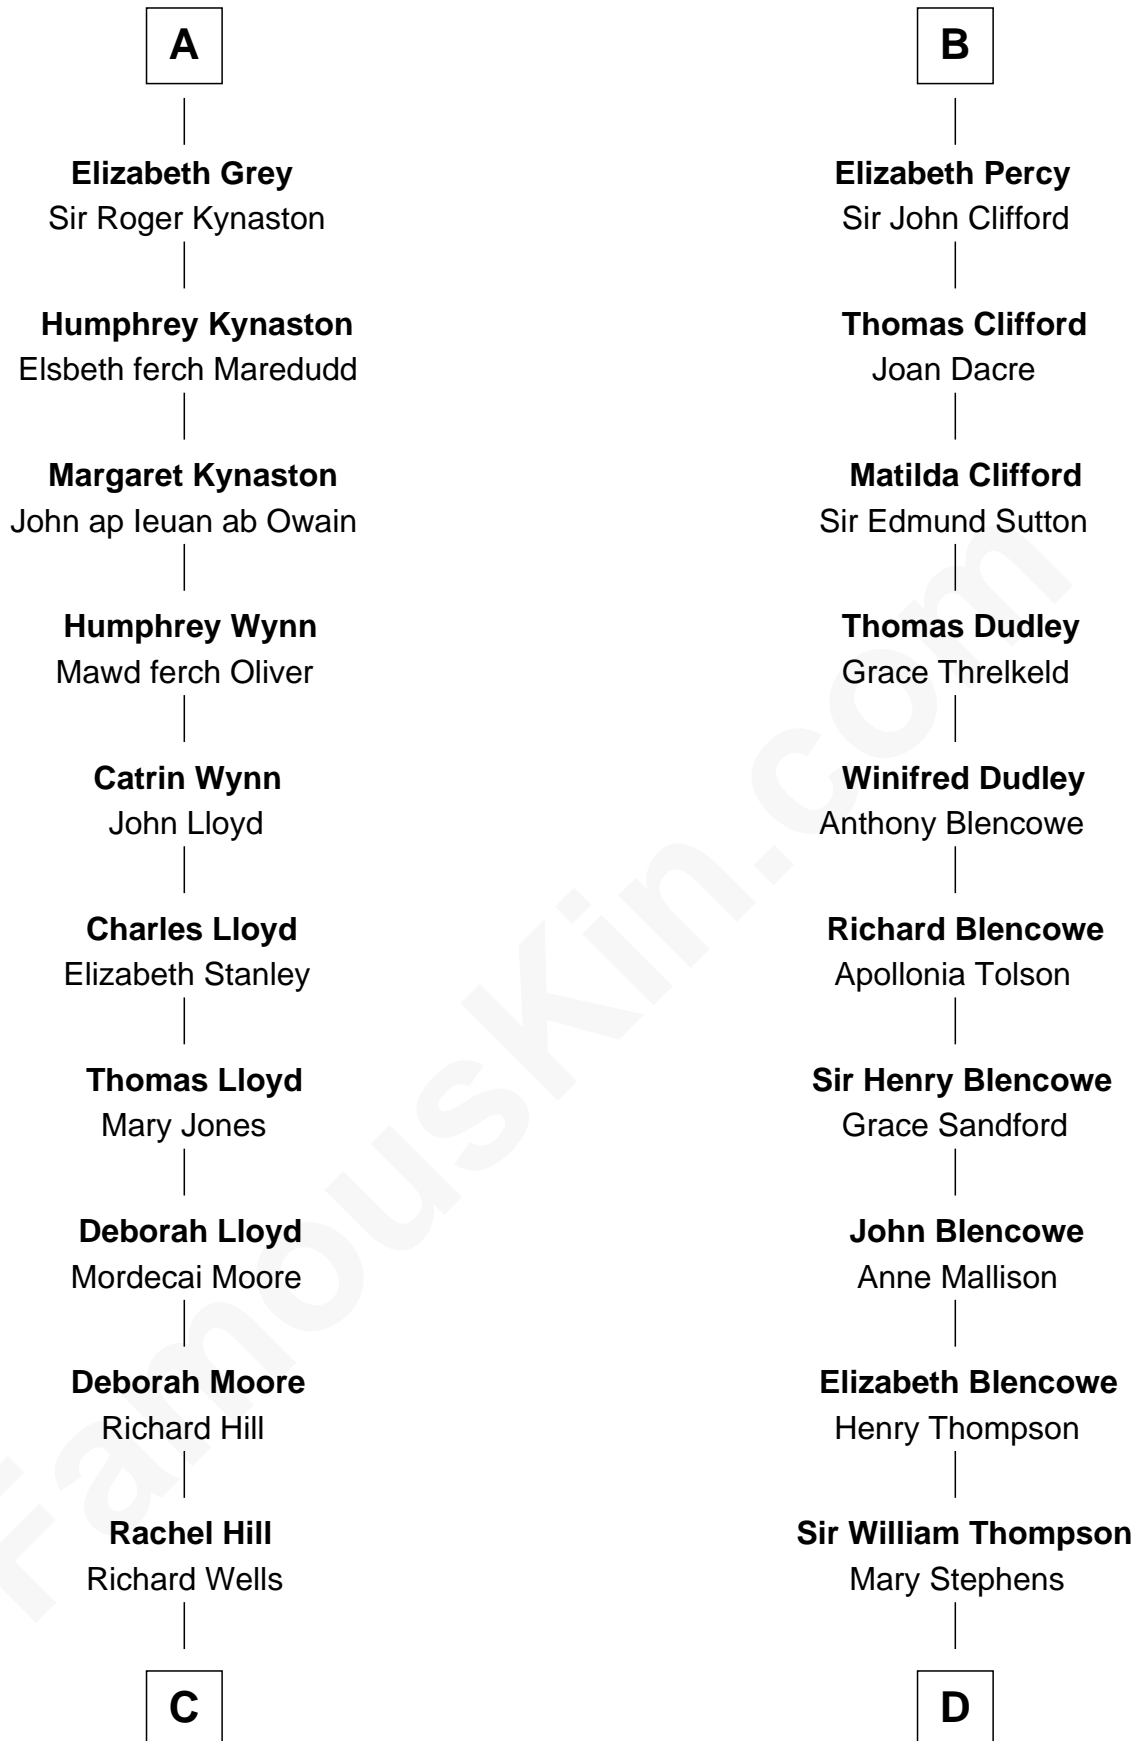 A
Elizabeth Grey
Sir Roger Kynaston
Humphrey Kynaston
Elsbeth ferch Maredudd
Margaret Kynaston
John ap Ieuan ab Owain
Humphrey Wynn
Mawd ferch Oliver
Catrin Wynn
John Lloyd
Charles Lloyd
Elizabeth Stanley
Thomas Lloyd
Mary Jones
Deborah Lloyd
Mordecai Moore
Deborah Moore
Richard Hill
Rachel Hill
Richard Wells
C
B
Elizabeth Percy
Sir John Clifford
Thomas Clifford
Joan Dacre
Matilda Clifford
Sir Edmund Sutton
Thomas Dudley
Grace Threlkeld
Winifred Dudley
Anthony Blencowe
Richard Blencowe
Apollonia Tolson
Sir Henry Blencowe
Grace Sandford
John Blencowe
Anne Mallison
Elizabeth Blencowe
Henry Thompson
Sir William Thompson
Mary Stephens
D
FamousKin.com